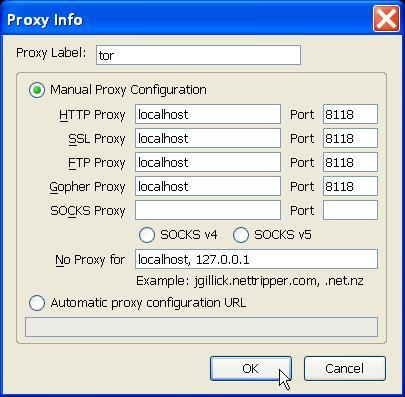 Proxy Info
Proxy Label: tor
Manual Proxy Configuration
HTTP Proxy localhost Port 8118
SSL Proxy localhost Port 8118
FTP Proxy localhost Port 8118
Gopher Proxy localhost Port 8118
SOCKS Proxy Port
SOCKS v4 SOCKS v5
No Proxy for localhost, 127.0.0.1
Example: jgillick.nettripper.com, .net.nz
Automatic proxy configuration URL
OK Cancel